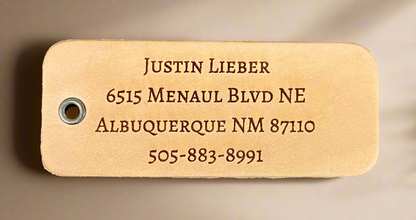 Justin Lieber
6515 Menaul Blvd NE
Albuquerque NM 87110
505-883-8991